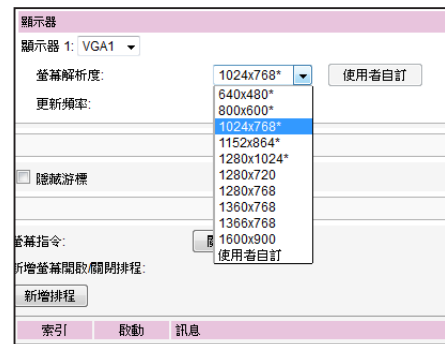 顯示器
顯示器 1: VGA1
螢幕解析度: 1024x768* 使用者自訂
更新頻率:
640x480*
800x600*
1024x768*
1152x864*
1280x1024*
1280x720
1280x768
1360x768
1366x768
1600x900
使用者自訂
隱藏游標
螢幕指令:
新增螢幕開啟/關閉排程:
新增排程
索引 啟動 訊息